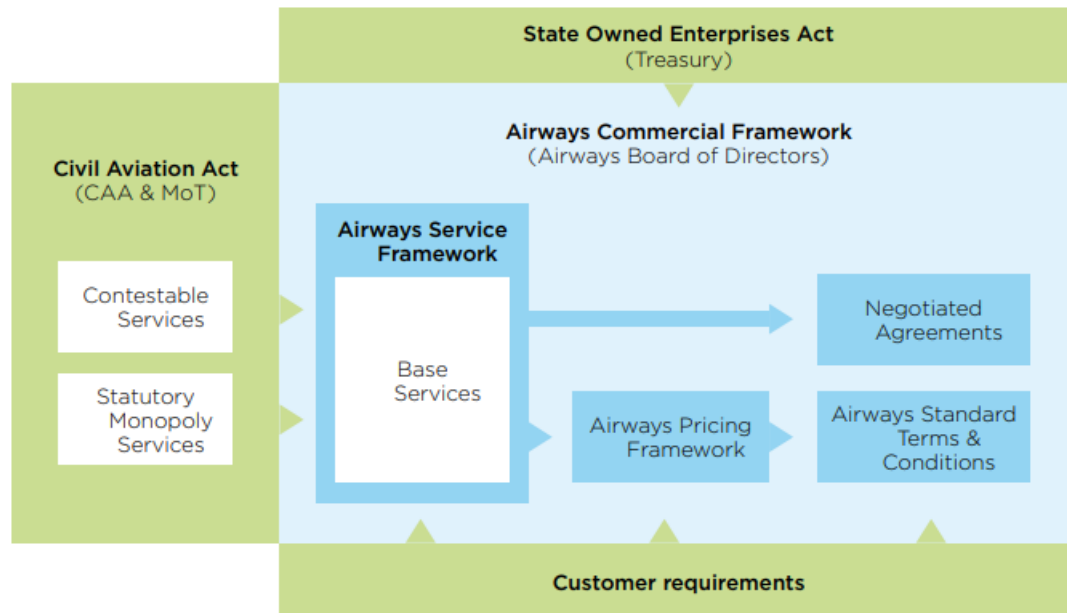 State Owned Enterprises Act
(Treasury)
Airways Commercial Framework
(Airways Board of Directors)
Civil Aviation Act
(CAA & MoT)
Airways Service
Framework
Contestable
Services
Statutory
Monopoly
Services
Base
Services
Negotiated
Agreements
Airways Pricing
Framework
Airways Standard
Terms &
Conditions
Customer requirements